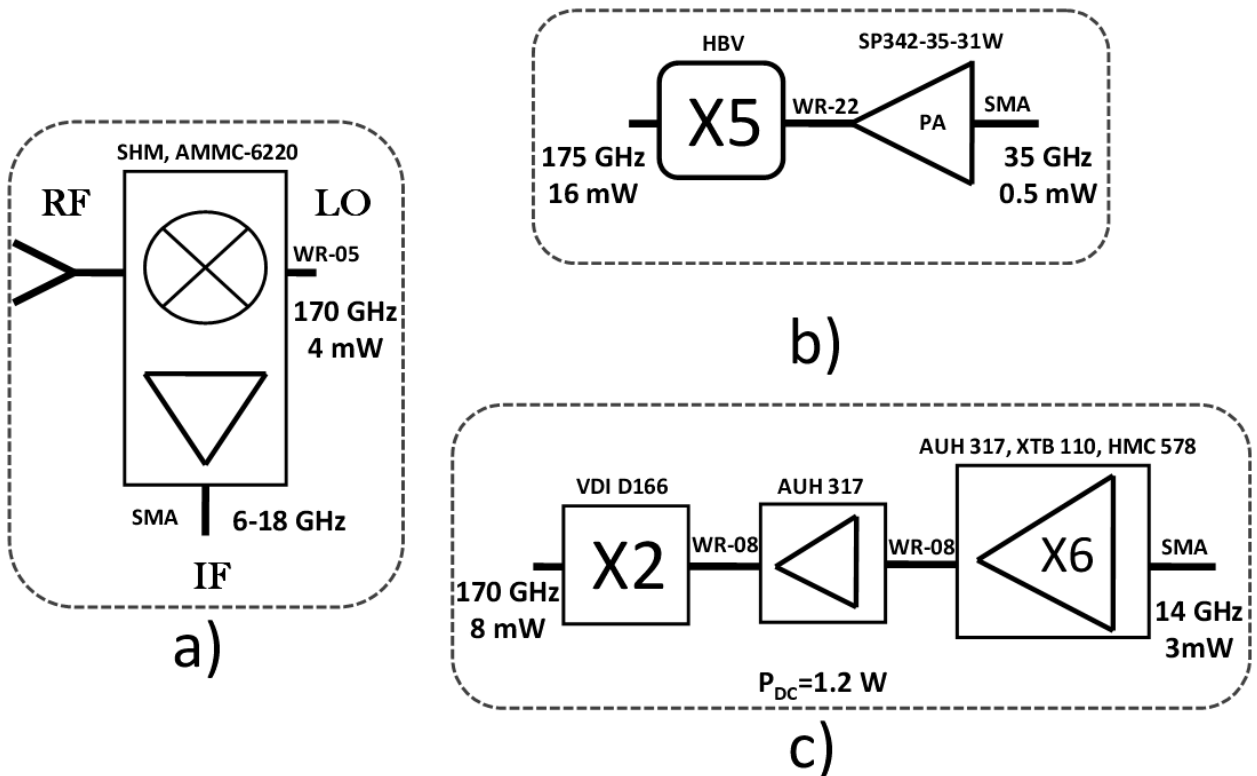 SHM, AMMC-6220
RF
LO
WR-05
170 GHz
4 mW
SMA
6-18 GHz
IF
a)
HBV
SP342-35-31W
X5
WR-22
PA
SMA
175 GHz
16 mW
35 GHz
0.5 mW
b)
AUH 317, XTB 110, HMC 578
VDI D166
AUH 317
X2
WR-08
WR-08
X6
SMA
170 GHz
8 mW
14 GHz
3mW
PDC=1.2 W
c)